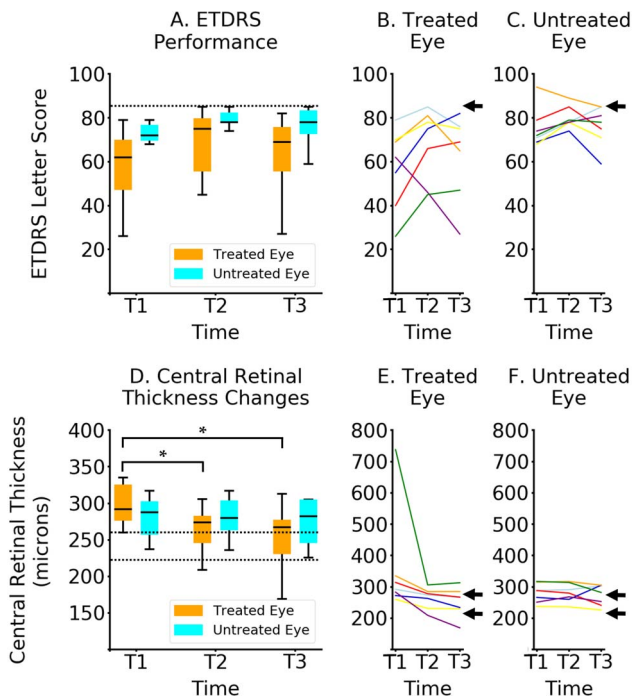 A. ETDRS
Performance
B. Treated
Eye
C. Untreated
Eye
ETDRS Letter Score
100
80
60
40
20
100
80
60
40
20
100
80
60
40
20
Treated Eye
Untreated Eye
T1 T2 T3
T1 T2 T3
T1 T2 T3
Time
Time
Time
D. Central Retinal
Thickness Changes
E. Treated
Eye
F. Untreated
Eye
Central Retinal Thickness
(microns)
400
350
300
250
200
150
*
*
800
700
600
500
400
300
200
800
700
600
500
400
300
200
Treated Eye
Untreated Eye
T1 T2 T3
T1 T2 T3
T1 T2 T3
Time
Time
Time